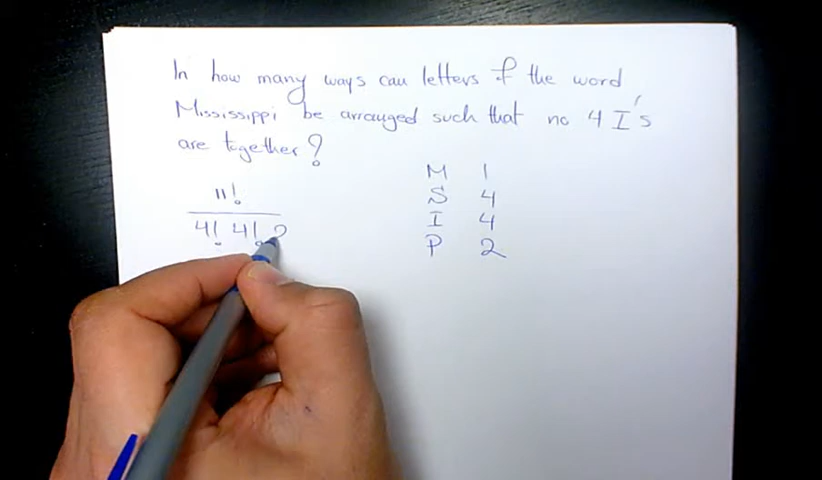 In how many ways can letters of the word
Mississippi be arranged such that no 4 I's
are together?
M 1
S 4
I 4
P 2
11!
4! 4! 2